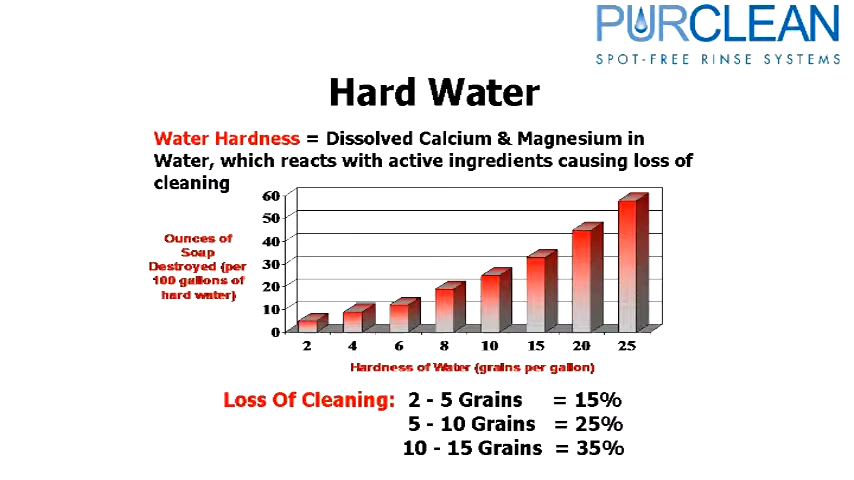 PURCLEAN
SPOT-FREE RINSE SYSTEMS
Hard Water
Water Hardness = Dissolved Calcium & Magnesium in
Water, which reacts with active ingredients causing loss of
cleaning
60
50
40
30
20
10
0
Ounces of
Soap
Destroyed (per
100 gallons of
hard water)
2 4 6 8 10 15 20 25
Hardness of Water (grains per gallon)
Loss Of Cleaning: 2 - 5 Grains = 15%
5 - 10 Grains = 25%
10 - 15 Grains = 35%